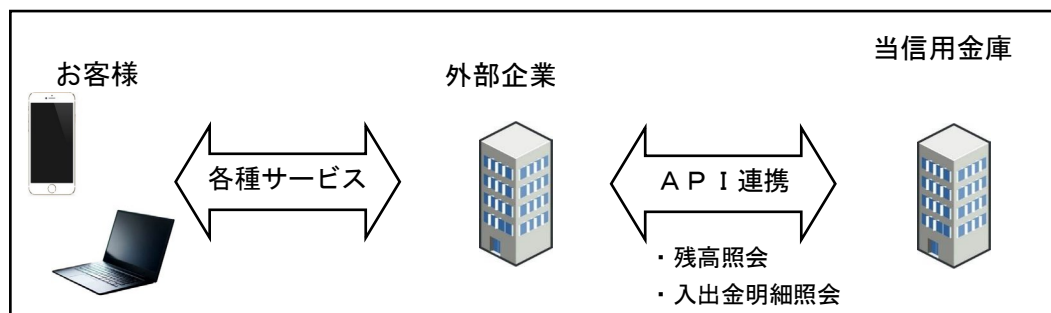 お客様
外部企業
当信用金庫
各種サービス
ＡＰＩ連携
・残高照会
・入出金明細照会